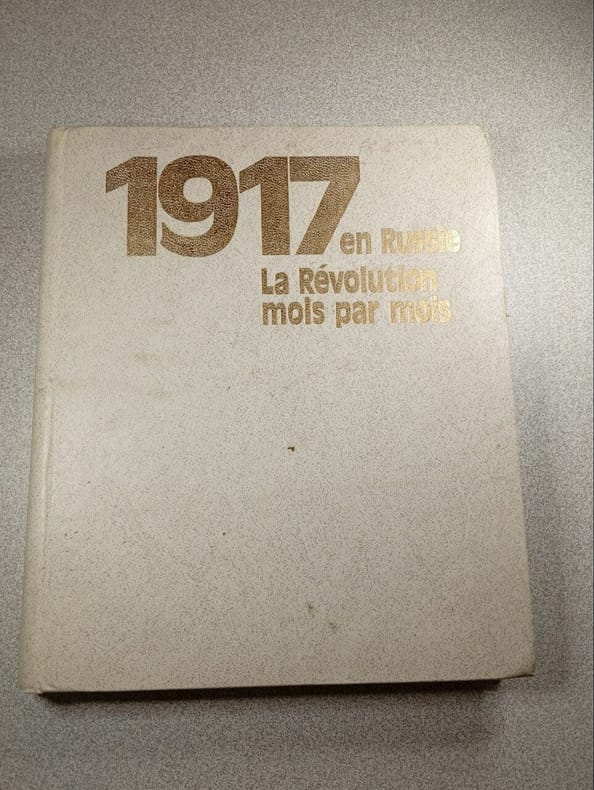 1917
en Russie
La Révolution
mois par mois